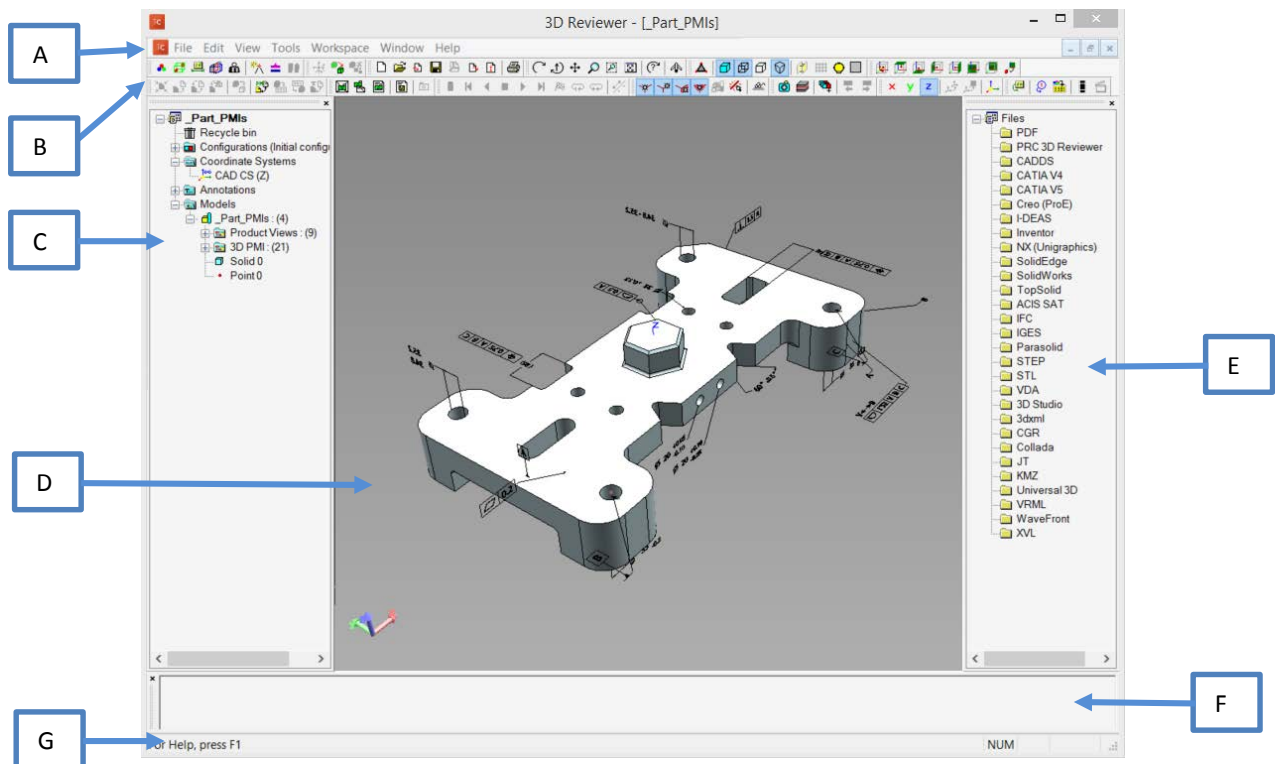 3D Reviewer - [_Part_PMIs]
A
File Edit View Tools Workspace Window Help
B
x y z
_Part_PMIs
Recycle bin
Configurations (Initial config
Coordinate Systems
CAD CS (Z)
Annotations
Models
_Part_PMIs : (4)
Product Views : (9)
3D PMI : (21)
Solid 0
Point 0
C
Z
0.2
D
Files
PDF
PRC 3D Reviewer
CADDS
CATIA V4
CATIA V5
Creo (ProE)
I-DEAS
Inventor
NX (Unigraphics)
SolidEdge
SolidWorks
TopSolid
ACIS SAT
IFC
IGES
Parasolid
STEP
STL
VDA
3D Studio
3dxml
CGR
Collada
JT
KMZ
Universal 3D
VRML
WaveFront
XVL
E
F
G
or Help, press F1
NUM